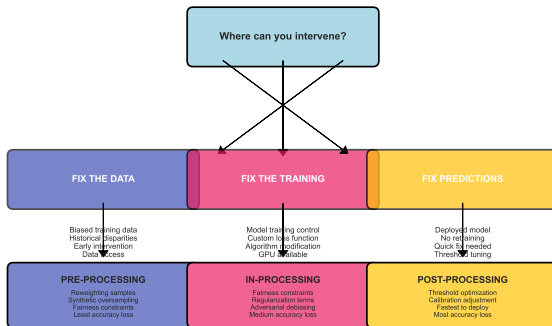 Where can you intervene?
FIX THE DATA
FIX THE TRAINING
FIX PREDICTIONS
Biased training data
Historical disparities
Early intervention
Data access
Model training control
Custom loss function
Algorithm modification
GPU available
Deployed model
No retraining
Quick fix needed
Threshold tuning
PRE-PROCESSING
Reweighting samples
Synthetic oversampling
Fairness constraints
Least accuracy loss
IN-PROCESSING
Fairness constraints
Regularization terms
Adversarial debiasing
Medium accuracy loss
POST-PROCESSING
Threshold optimization
Calibration adjustment
Fastest to deploy
Most accuracy loss